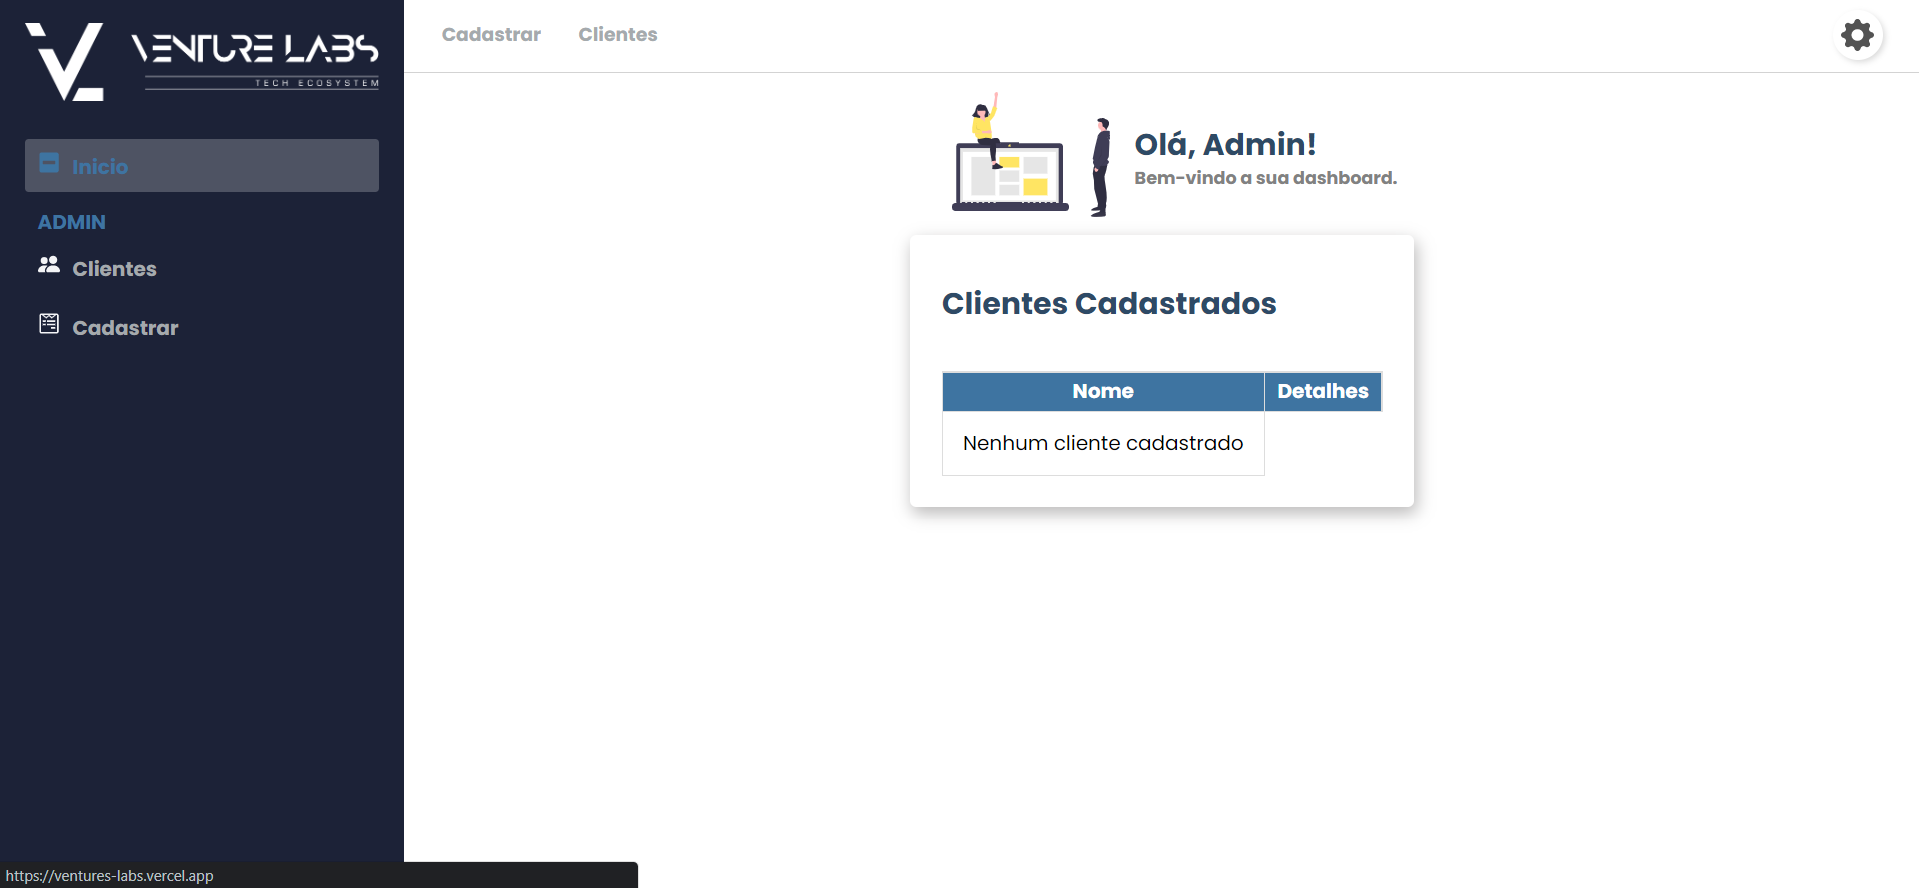 VENTURE LABS
TECH ECOSYSTEM
Inicio
ADMIN
Clientes
Cadastrar
Cadastrar Clientes
Olá, Admin!
Bem-vindo a sua dashboard.
Clientes Cadastrados
Nome Detalhes
Nenhum cliente cadastrado
https://ventures-labs.vercel.app